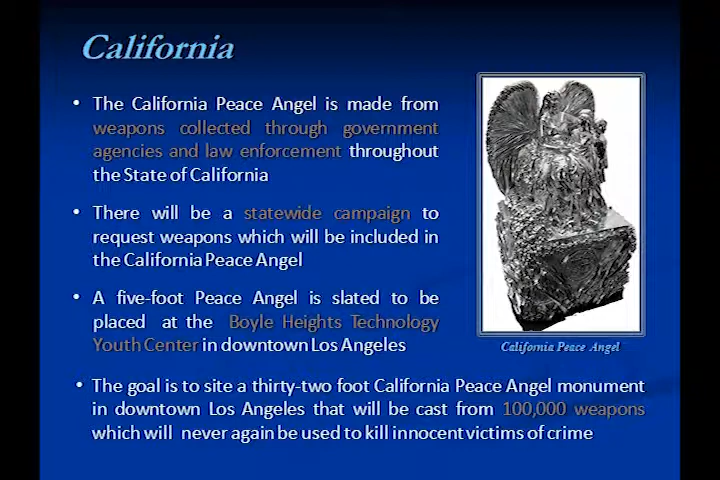 California
• The California Peace Angel is made from
weapons collected through government
agencies and law enforcement throughout
the State of California
• There will be a statewide campaign to
request weapons which will be included in
the California Peace Angel
• A five-foot Peace Angel is slated to be
placed at the Boyle Heights Technology
Youth Center in downtown Los Angeles
California Peace Angel
• The goal is to site a thirty-two foot California Peace Angel monument
in downtown Los Angeles that will be cast from 100,000 weapons
which will never again be used to kill innocent victims of crime